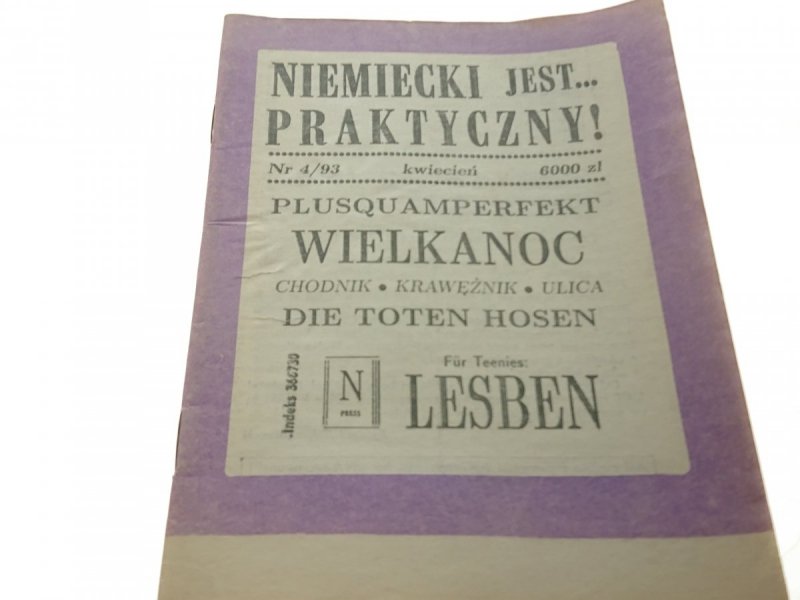 NIEMIECKI JEST...
PRAKTYCZNY!
Nr 4/93 kwiecień 6000 zł
PLUSQUAMPERFEKT
WIELKANOC
CHODNIK • KRAWĘŻNIK • ULICA
DIE TOTEN HOSEN
Indeks 366730
N
PRESS
Für Teenies:
LESBEN